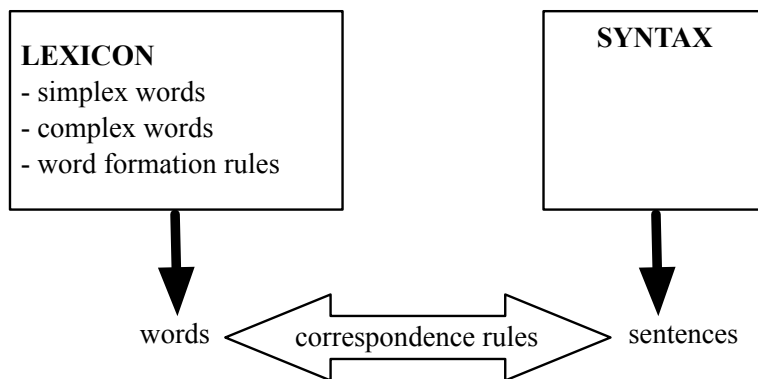 LEXICON
- simplex words
- complex words
- word formation rules
SYNTAX
words
correspondence rules
sentences